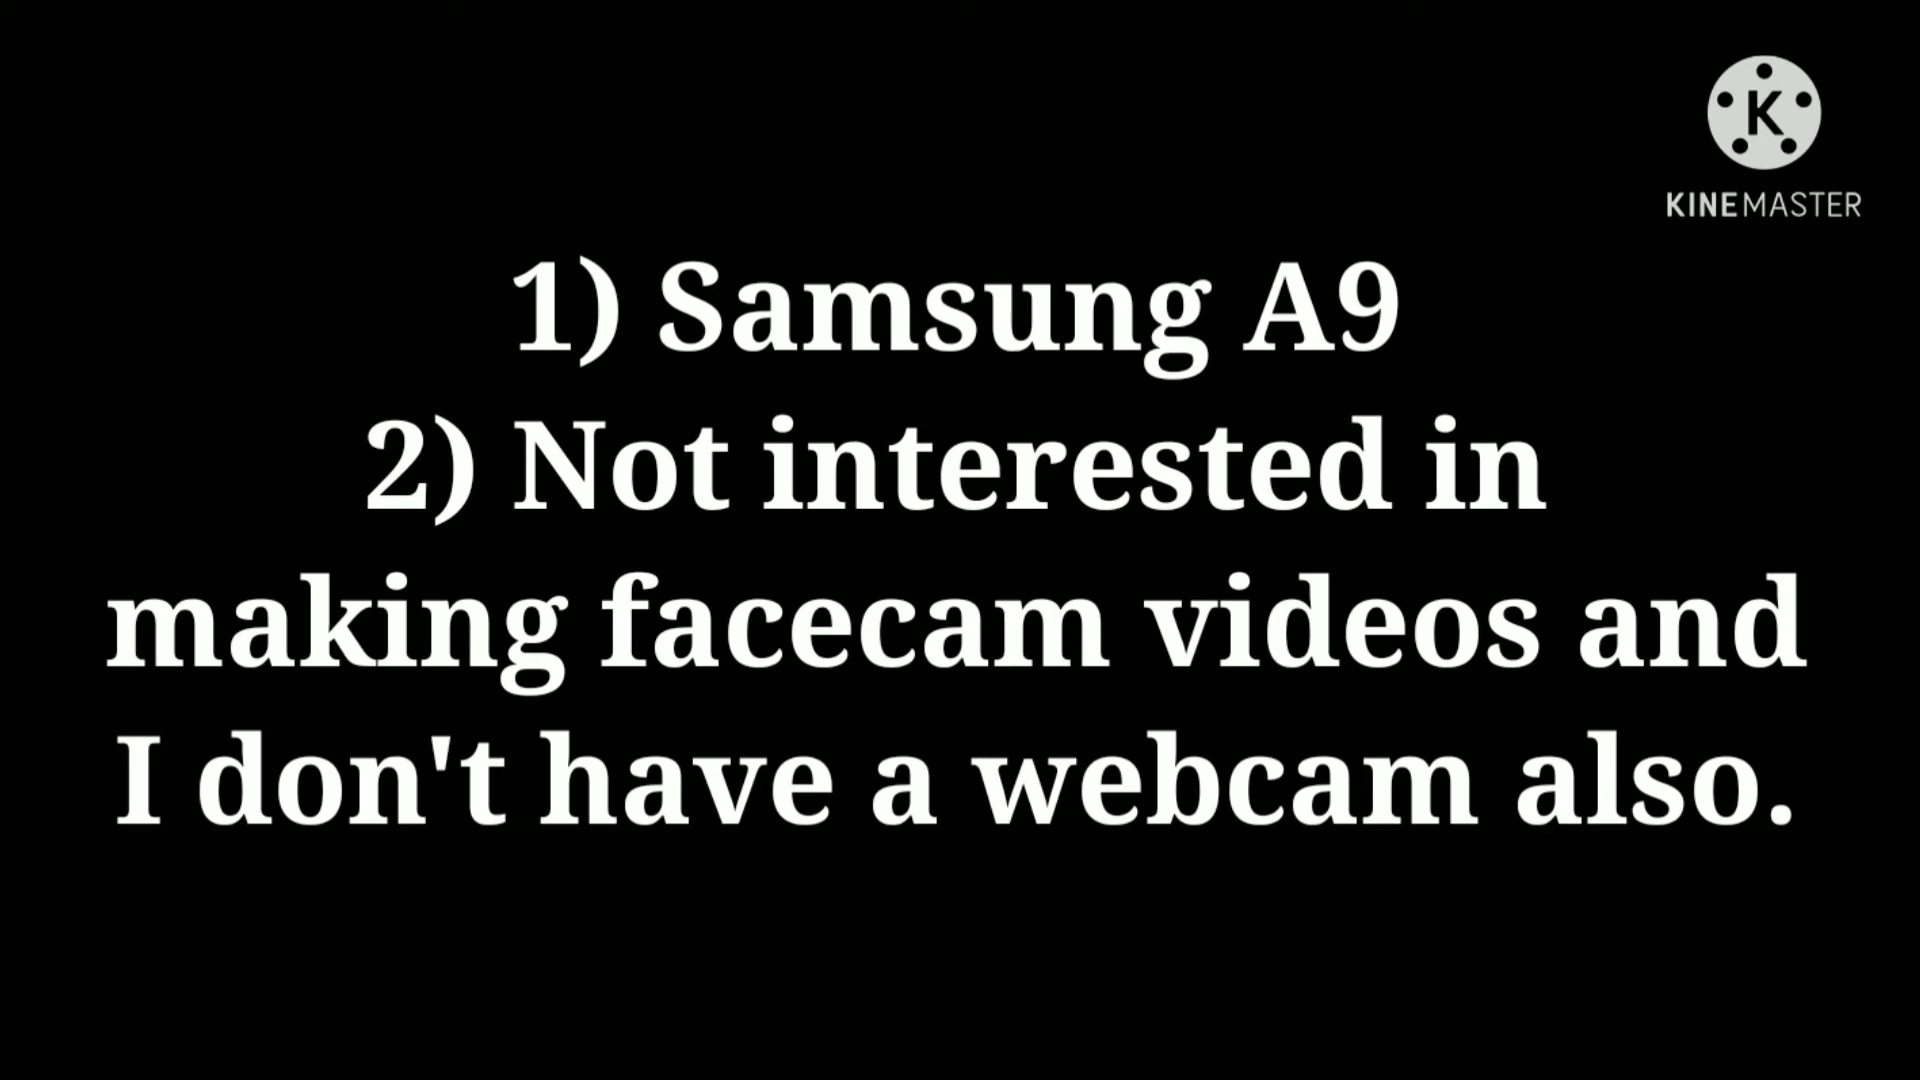 K
KINEMASTER
1) Samsung A9
2) Not interested in
making facecam videos and
I don't have a webcam also.